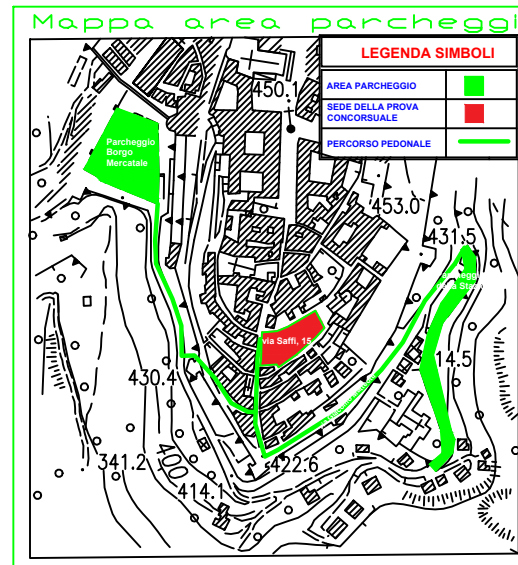 Mappa area parcheggi
LEGENDA SIMBOLI
AREA PARCHEGGIO
SEDE DELLA PROVA
CONCORSUALE
PERCORSO PEDONALE
450.1
Parcheggio
Borgo
Mercatale
453.0
431.5
via Saffi, 15
14.5
430.4
341.2
400
422.6
414.1